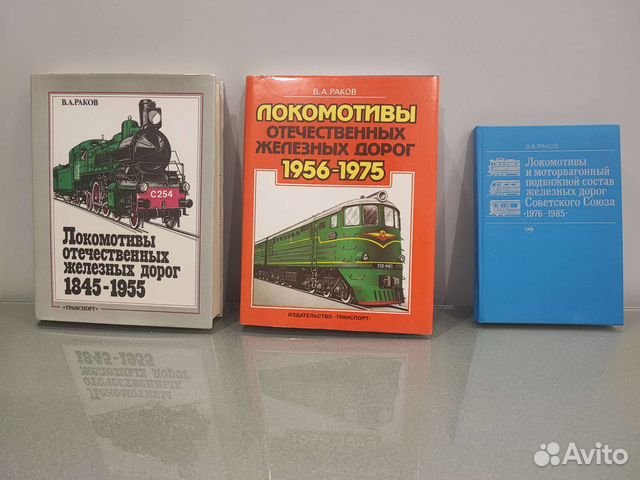 В.А.РАКОВ
С254
Локомотивы
отечественных
железных дорог
1845-1955
«ТРАНСПОРТ»
В.А.РАКОВ
ЛОКОМОТИВЫ
ОТЕЧЕСТВЕННЫХ
ЖЕЛЕЗНЫХ ДОРОГ
1956-1975
ИЗДАТЕЛЬСТВО «ТРАНСПОРТ»
В.А. РАКОВ
Локомотивы
и моторвагонный
подвижной состав
железных дорог
Советского Союза
·1976-1985·
Avito